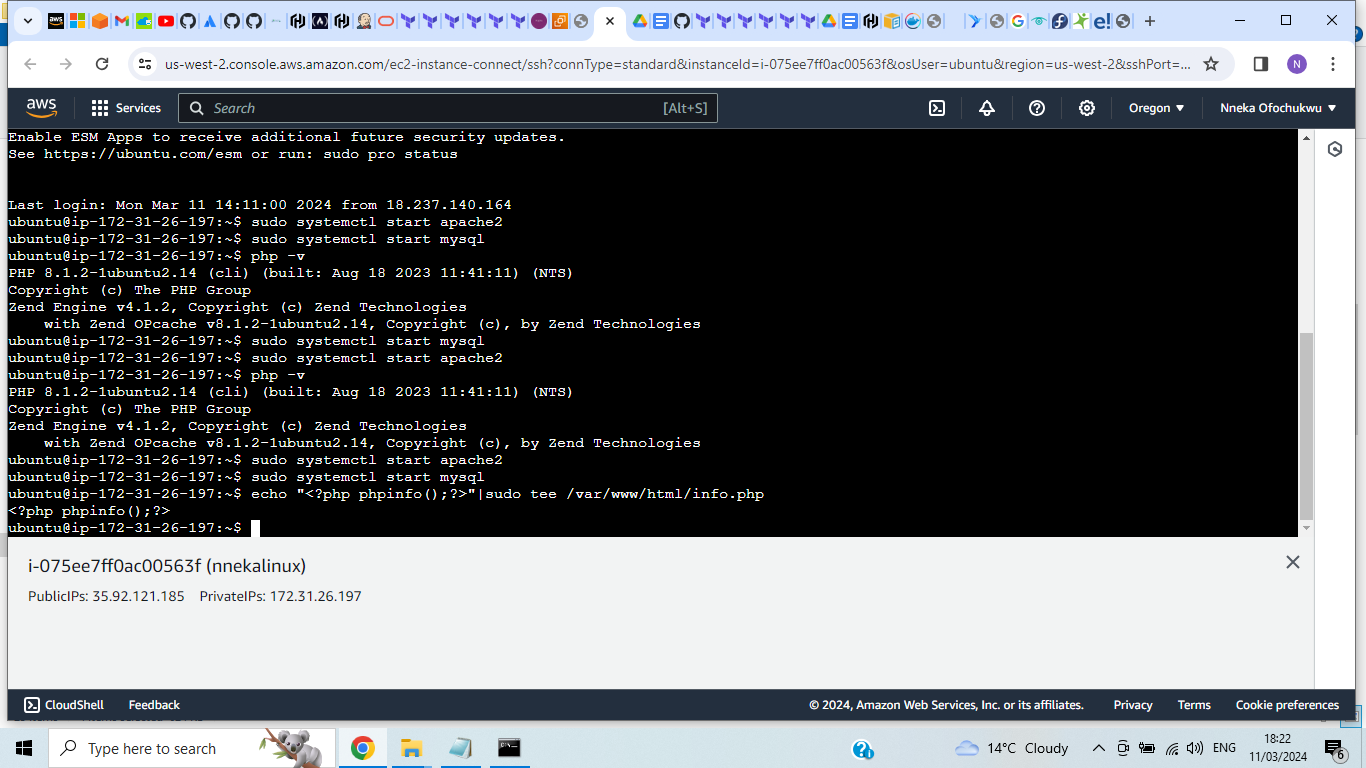 us-west-2.console.aws.amazon.com/ec2-instance-connect/ssh?connType=standard&instanceId=i-075ee7ff0ac00563f&osUser=ubuntu&region=us-west-2&sshPort=...
N
aws
Services
Search
[Alt+S]
Oregon
Nneka Ofochukwu
Enable ESM Apps to receive additional future security updates.
See https://ubuntu.com/esm or run: sudo pro status
Last login: Mon Mar 11 14:11:00 2024 from 18.237.140.164
ubuntu@ip-172-31-26-197:~$ sudo systemctl start apache2
ubuntu@ip-172-31-26-197:~$ sudo systemctl start mysql
ubuntu@ip-172-31-26-197:~$ php -v
PHP 8.1.2-1ubuntu2.14 (cli) (built: Aug 18 2023 11:41:11) (NTS)
Copyright (c) The PHP Group
Zend Engine v4.1.2, Copyright (c) Zend Technologies
    with Zend OPcache v8.1.2-1ubuntu2.14, Copyright (c), by Zend Technologies
ubuntu@ip-172-31-26-197:~$ sudo systemctl start mysql
ubuntu@ip-172-31-26-197:~$ sudo systemctl start apache2
ubuntu@ip-172-31-26-197:~$ php -v
PHP 8.1.2-1ubuntu2.14 (cli) (built: Aug 18 2023 11:41:11) (NTS)
Copyright (c) The PHP Group
Zend Engine v4.1.2, Copyright (c) Zend Technologies
    with Zend OPcache v8.1.2-1ubuntu2.14, Copyright (c), by Zend Technologies
ubuntu@ip-172-31-26-197:~$ sudo systemctl start apache2
ubuntu@ip-172-31-26-197:~$ sudo systemctl start mysql
ubuntu@ip-172-31-26-197:~$ echo "<?php phpinfo();?>"|sudo tee /var/www/html/info.php
<?php phpinfo();?>
ubuntu@ip-172-31-26-197:~$
i-075ee7ff0ac00563f (nnekalinux)
PublicIPs: 35.92.121.185 PrivateIPs: 172.31.26.197
CloudShell
Feedback
© 2024, Amazon Web Services, Inc. or its affiliates.
Privacy
Terms
Cookie preferences
Type here to search
14°C Cloudy
ENG
18:22
11/03/2024
6